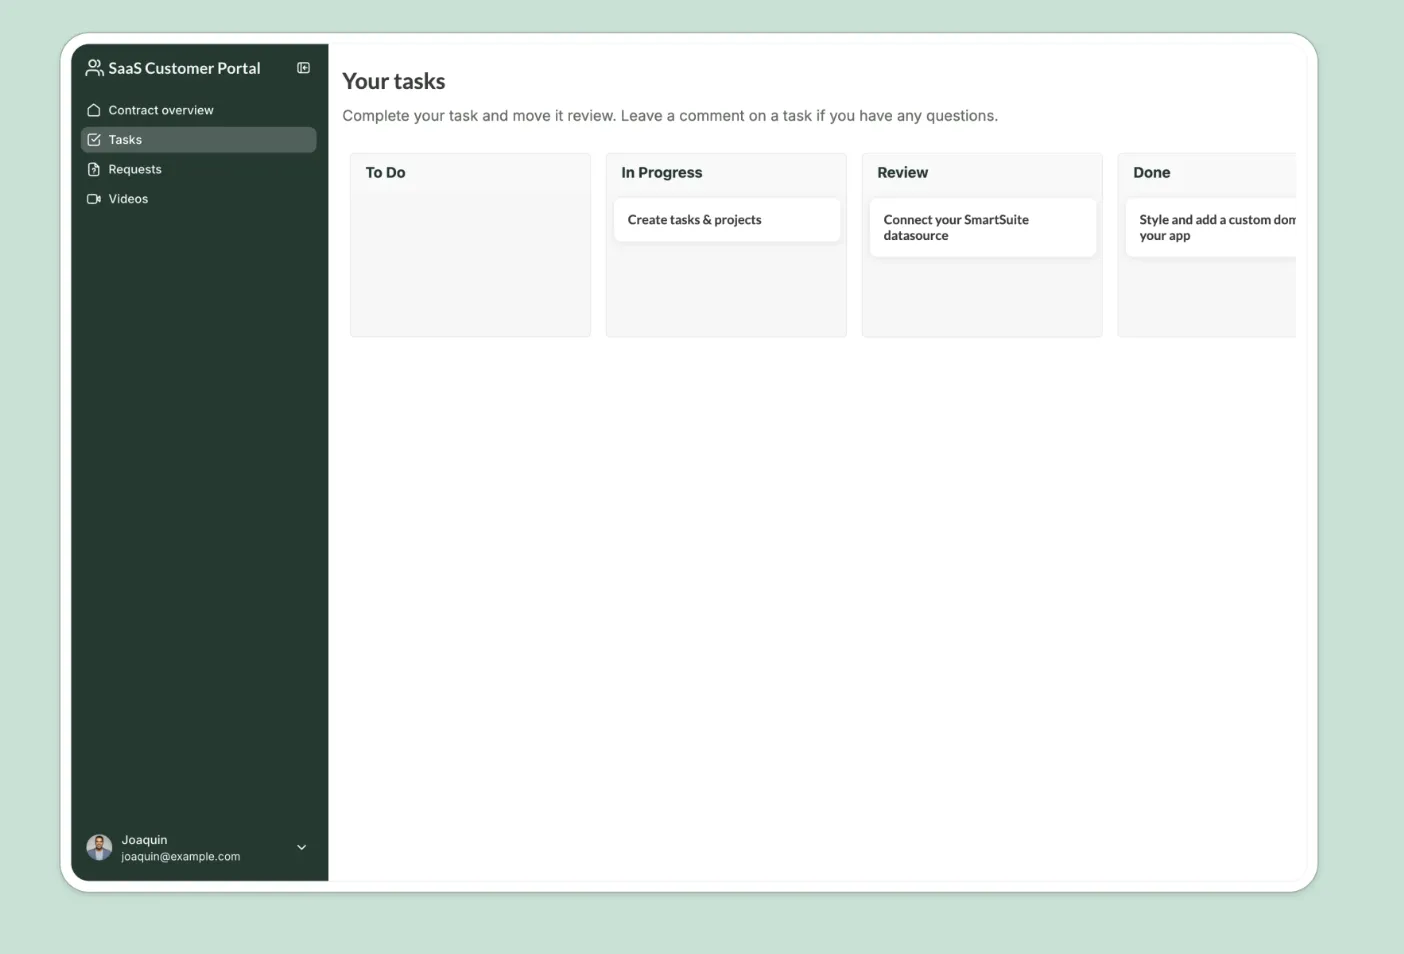 SaaS Customer Portal
Contract overview
Tasks
Requests
Videos
Joaquin
joaquin@example.com
Your tasks
Complete your task and move it review. Leave a comment on a task if you have any questions.
To Do
In Progress
Create tasks & projects
Review
Connect your SmartSuite
datasource
Done
Style and add a custom
your app